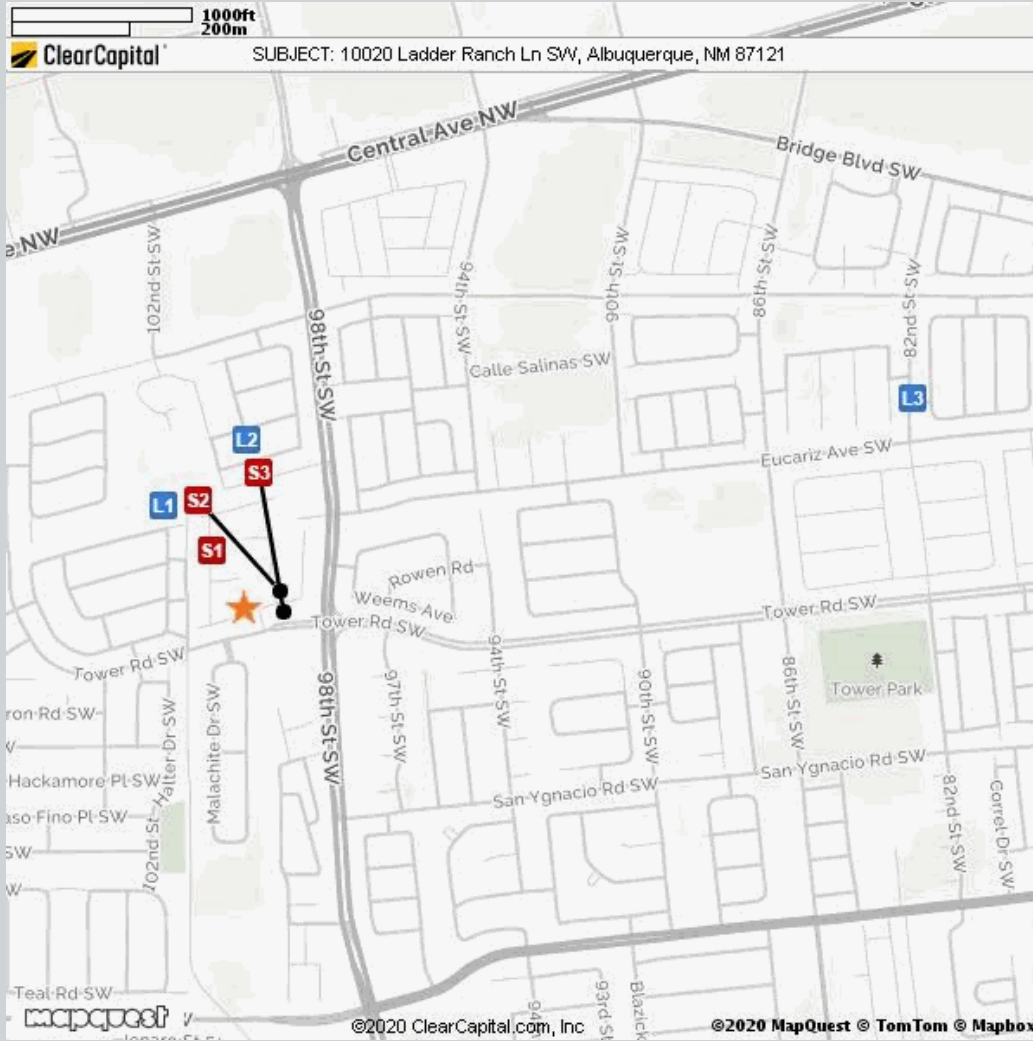 1000ft
200m
ClearCapital
SUBJECT: 10020 Ladder Ranch Ln SW, Albuquerque, NM 87121
Central Ave NW
Bridge Blvd SW
e NW
102nd St SW
98th St SW
94th St SW
90th St SW
86th St SW
82nd St SW
Calle Salinas SW
L3
L2
S3
Eucariz Ave SW
L1
S2
S1
Rowen Rd
Weems Ave
Tower Rd SW
Tower Rd SW
Tower Rd SW
94th St SW
97th St SW
98th St SW
90th St SW
86th St SW
Tower Park
ron Rd SW
Halter Dr SW
Malachite Dr SW
W
Hackamore Pl SW
San Ygnacio Rd SW
San Ygnacio Rd SW
aso Fino Pl SW
82nd St SW
Correl Dr SW
SW
102nd St
W
Teal Rd SW
94t
93rd St
Blazick
mapquest
©2020 ClearCapital.com, Inc
©2020 MapQuest © TomTom © Mapbox